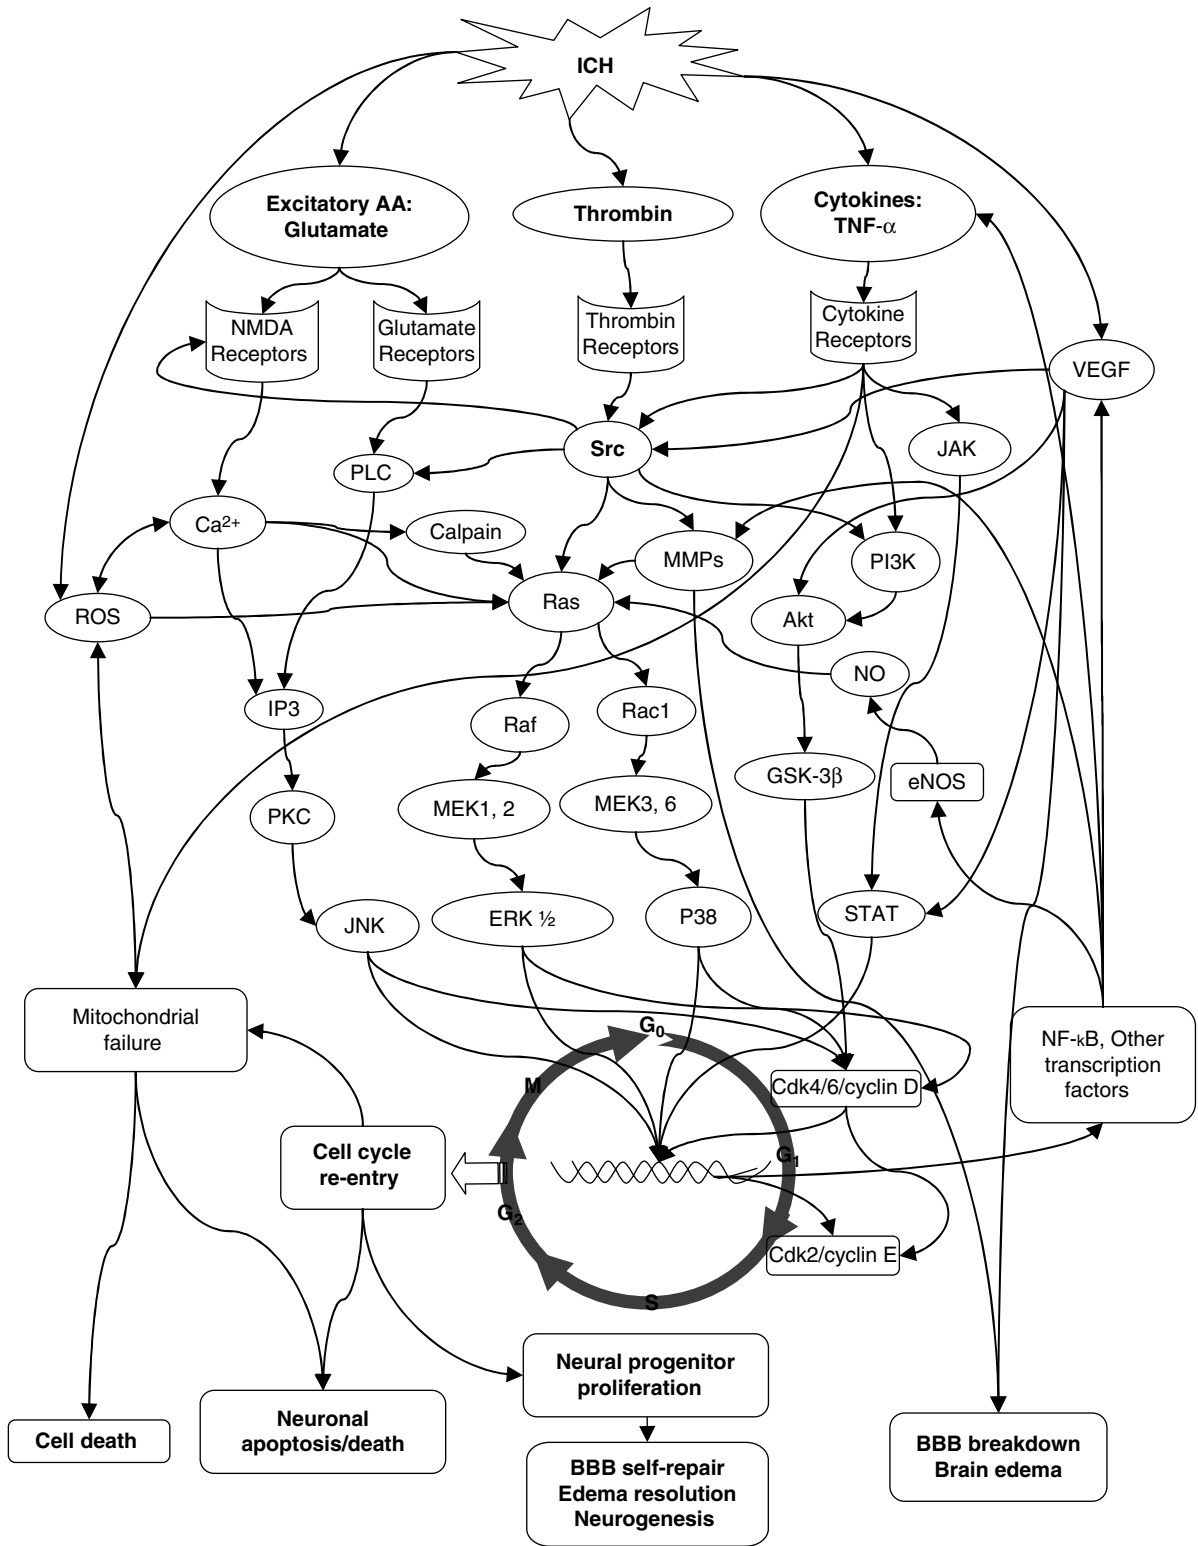 ICH
Excitatory AA:
Glutamate
Thrombin
Cytokines:
TNF-α
NMDA
Receptors
Glutamate
Receptors
Thrombin
Receptors
Cytokine
Receptors
VEGF
Src
JAK
PLC
Ca2+
Calpain
MMPs
PI3K
ROS
Ras
Akt
NO
IP3
Raf
Rac1
GSK-3β
eNOS
PKC
MEK1, 2
MEK3, 6
JNK
ERK ½
P38
STAT
Mitochondrial
failure
G0
NF-κB, Other
transcription
factors
M
Cdk4/6/cyclin D
Cell cycle
re-entry
G1
G2
Cdk2/cyclin E
S
Neural progenitor
proliferation
Cell death
Neuronal
apoptosis/death
BBB self-repair
Edema resolution
Neurogenesis
BBB breakdown
Brain edema